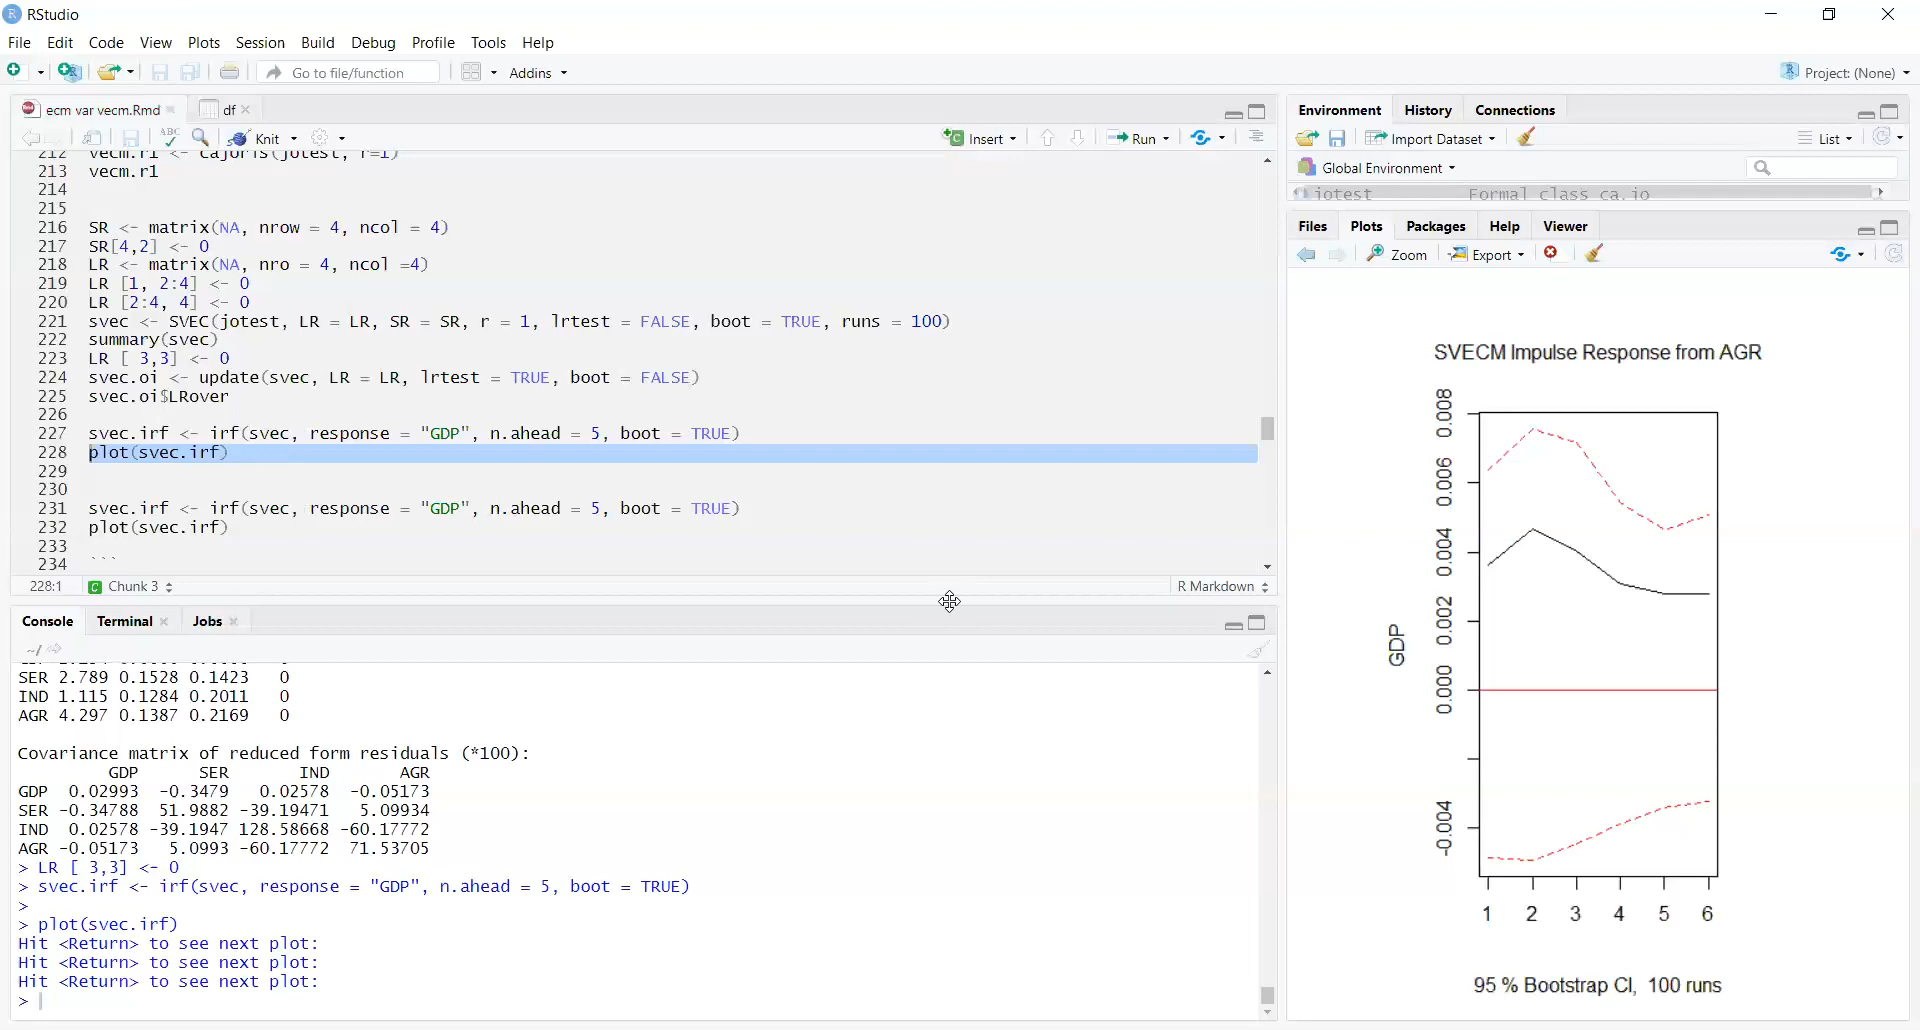 RStudio
File Edit Code View Plots Session Build Debug Profile Tools Help
Go to file/function Addins Project: (None)
ecm var vecm.Rmd df
Knit Insert Run
212 vecm.r1 <- cajorls(jotest, r=1)
213 vecm.r1
214
215
216 SR <- matrix(NA, nrow = 4, ncol = 4)
217 SR[4,2] <- 0
218 LR <- matrix(NA, nro = 4, ncol =4)
219 LR [1, 2:4] <- 0
220 LR [2:4, 4] <- 0
221 svec <- SVEC(jotest, LR = LR, SR = SR, r = 1, lrtest = FALSE, boot = TRUE, runs = 100)
222 summary(svec)
223 LR [ 3,3] <- 0
224 svec.oi <- update(svec, LR = LR, lrtest = TRUE, boot = FALSE)
225 svec.oi$LRover
226
227 svec.irf <- irf(svec, response = "GDP", n.ahead = 5, boot = TRUE)
228 plot(svec.irf)
229
230
231 svec.irf <- irf(svec, response = "GDP", n.ahead = 5, boot = TRUE)
232 plot(svec.irf)
233
234 ```
228:1 Chunk 3 R Markdown
Console Terminal Jobs
~/
SER 2.789 0.1528 0.1423 0
IND 1.115 0.1284 0.2011 0
AGR 4.297 0.1387 0.2169 0
Covariance matrix of reduced form residuals (*100):
GDP SER IND AGR
GDP 0.02993 -0.3479 0.02578 -0.05173
SER -0.34788 51.9882 -39.19471 5.09934
IND 0.02578 -39.1947 128.58668 -60.17772
AGR -0.05173 5.0993 -60.17772 71.53705
> LR [ 3,3] <- 0
> svec.irf <- irf(svec, response = "GDP", n.ahead = 5, boot = TRUE)
>
> plot(svec.irf)
Hit <Return> to see next plot:
Hit <Return> to see next plot:
Hit <Return> to see next plot:
>
Environment History Connections
Import Dataset List
Global Environment
jotest Formal class ca.jo
Files Plots Packages Help Viewer
Zoom Export
SVECM Impulse Response from AGR
0.008
0.006
0.004
0.002
0.000
-0.004
GDP
1 2 3 4 5 6
95 % Bootstrap CI, 100 runs